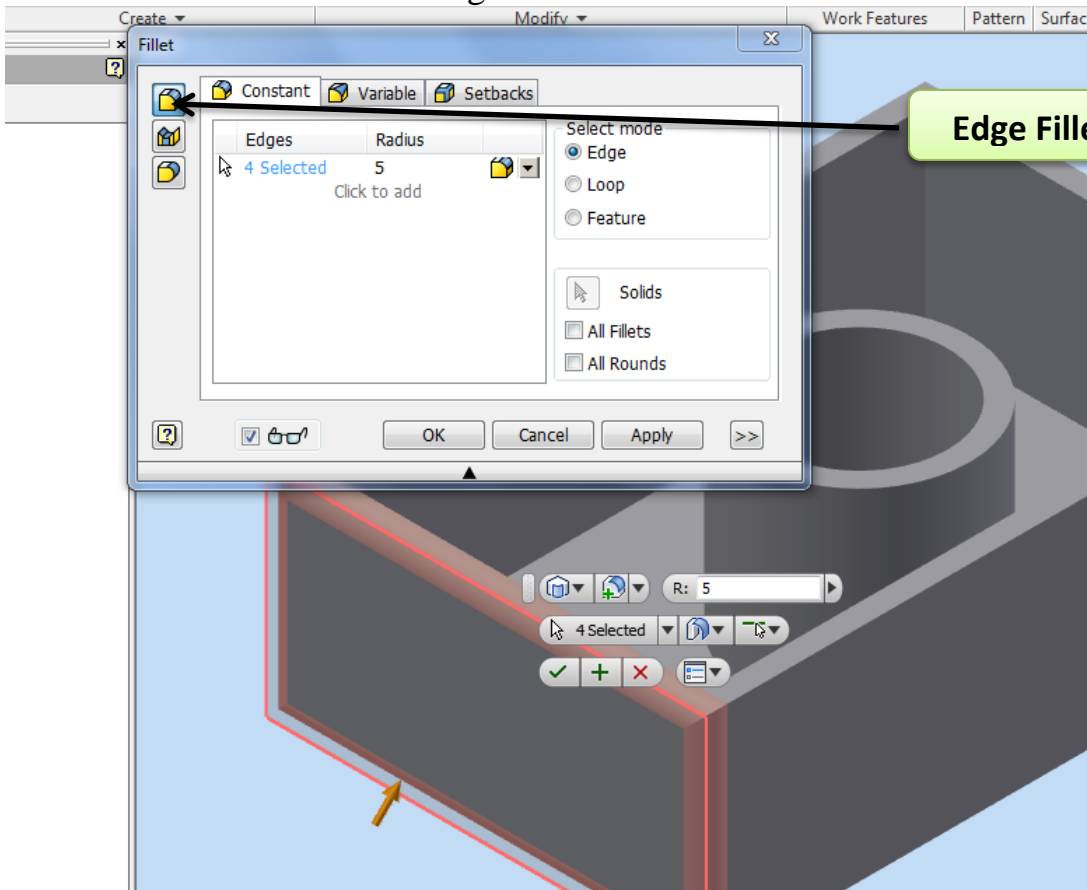 Create Modify Work Features Pattern Surfac
Fillet
Constant Variable Setbacks
Edges Radius
4 Selected 5
Click to add
Select mode
Edge
Loop
Feature
Solids
All Fillets
All Rounds
OK Cancel Apply >>
Edge Fille
R: 5
4 Selected